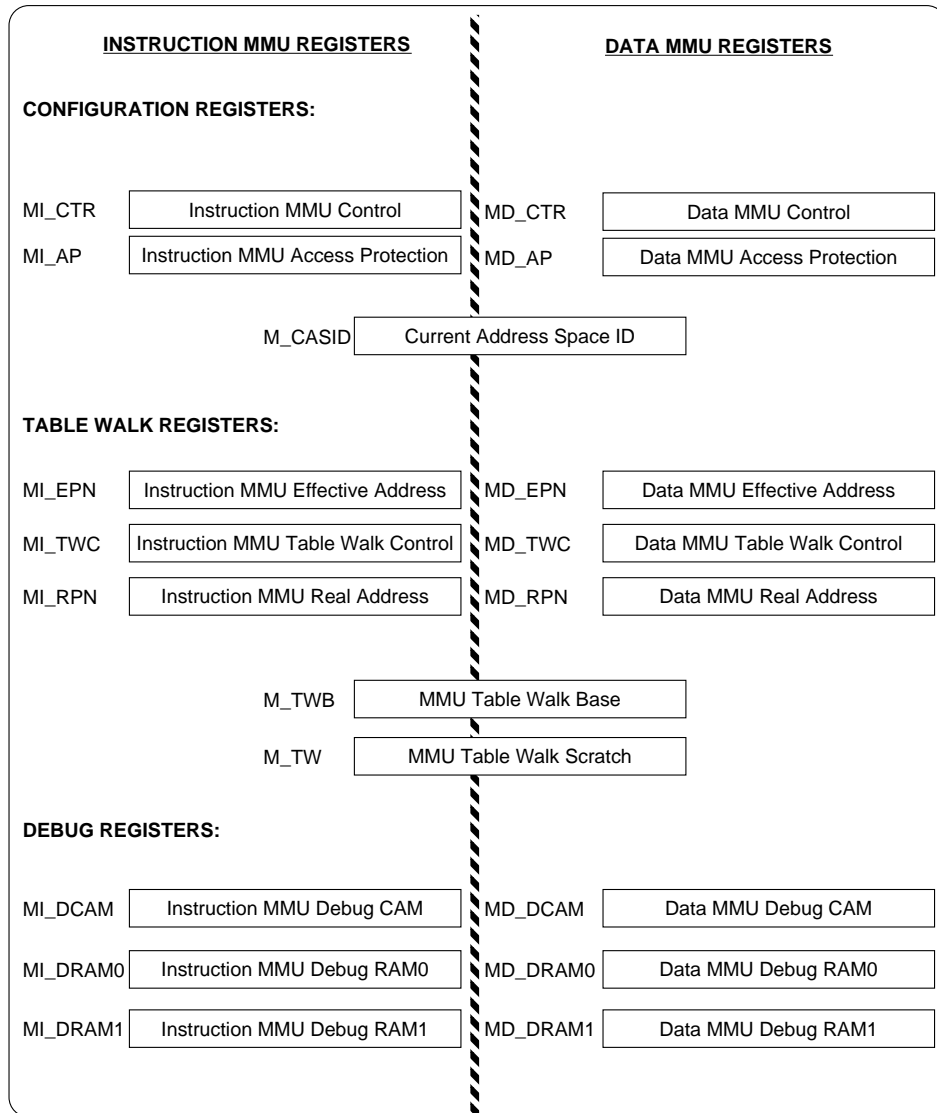 INSTRUCTION MMU REGISTERS DATA MMU REGISTERS
CONFIGURATION REGISTERS:
MI_CTR Instruction MMU Control MD_CTR Data MMU Control
MI_AP Instruction MMU Access Protection MD_AP Data MMU Access Protection
M_CASID Current Address Space ID
TABLE WALK REGISTERS:
MI_EPN Instruction MMU Effective Address MD_EPN Data MMU Effective Address
MI_TWC Instruction MMU Table Walk Control MD_TWC Data MMU Table Walk Control
MI_RPN Instruction MMU Real Address MD_RPN Data MMU Real Address
M_TWB MMU Table Walk Base
M_TW MMU Table Walk Scratch
DEBUG REGISTERS:
MI_DCAM Instruction MMU Debug CAM MD_DCAM Data MMU Debug CAM
MI_DRAM0 Instruction MMU Debug RAM0 MD_DRAM0 Data MMU Debug RAM0
MI_DRAM1 Instruction MMU Debug RAM1 MD_DRAM1 Data MMU Debug RAM1